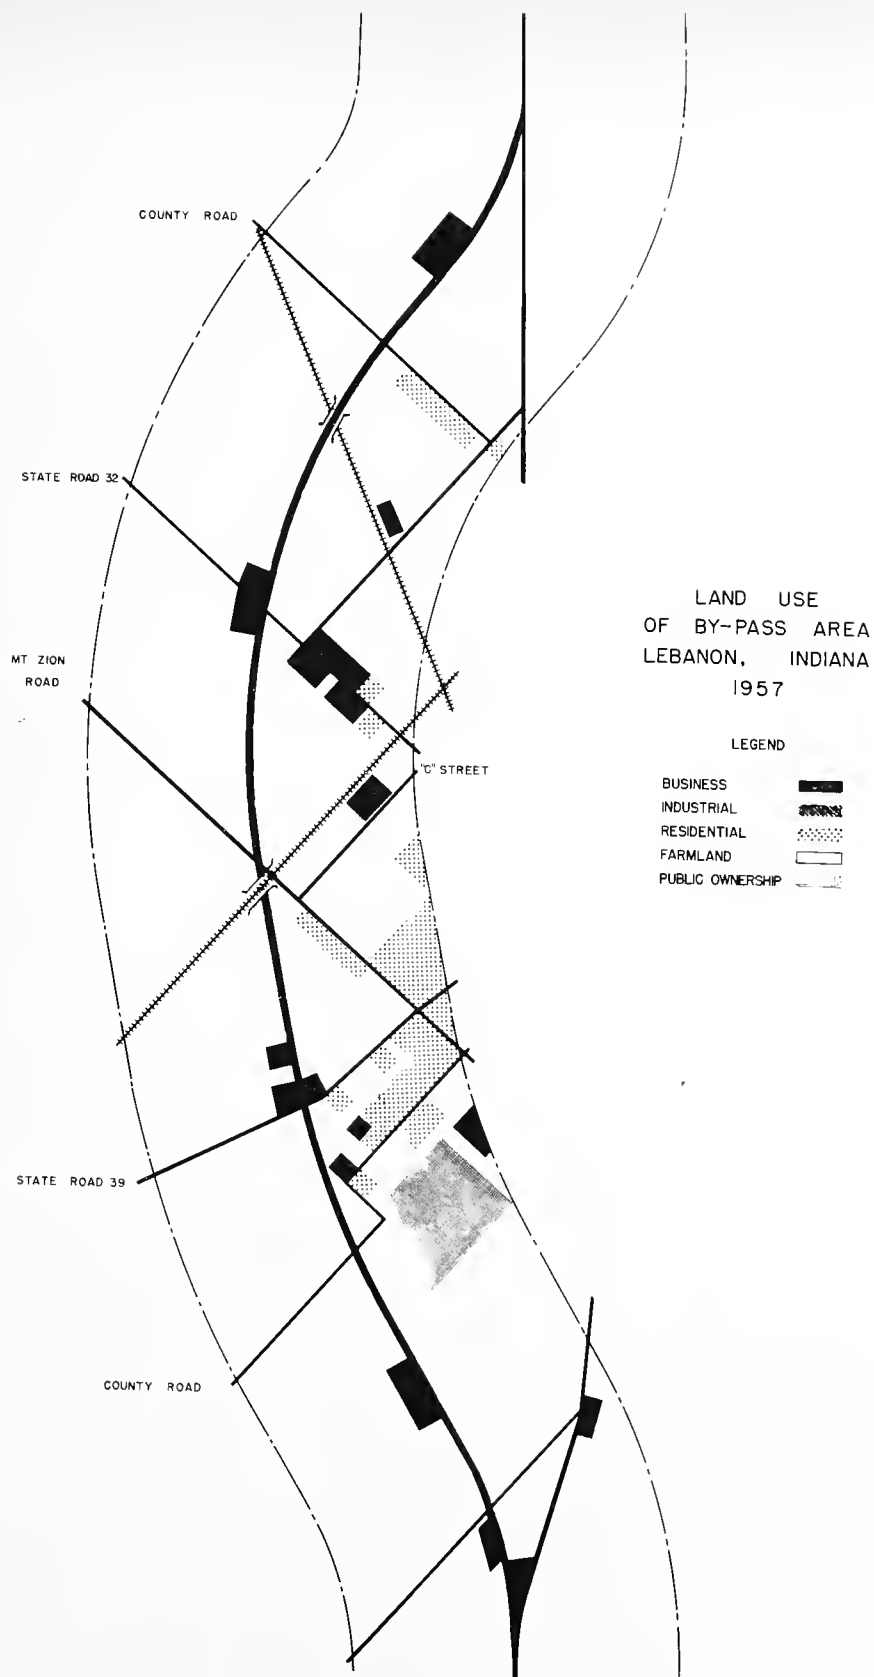 COUNTY ROAD
STATE ROAD 32
MT ZION
ROAD
"C" STREET
STATE ROAD 39
COUNTY ROAD
LAND USE
OF BY-PASS AREA
LEBANON, INDIANA
1957
LEGEND
BUSINESS
INDUSTRIAL
RESIDENTIAL
FARMLAND
PUBLIC OWNERSHIP